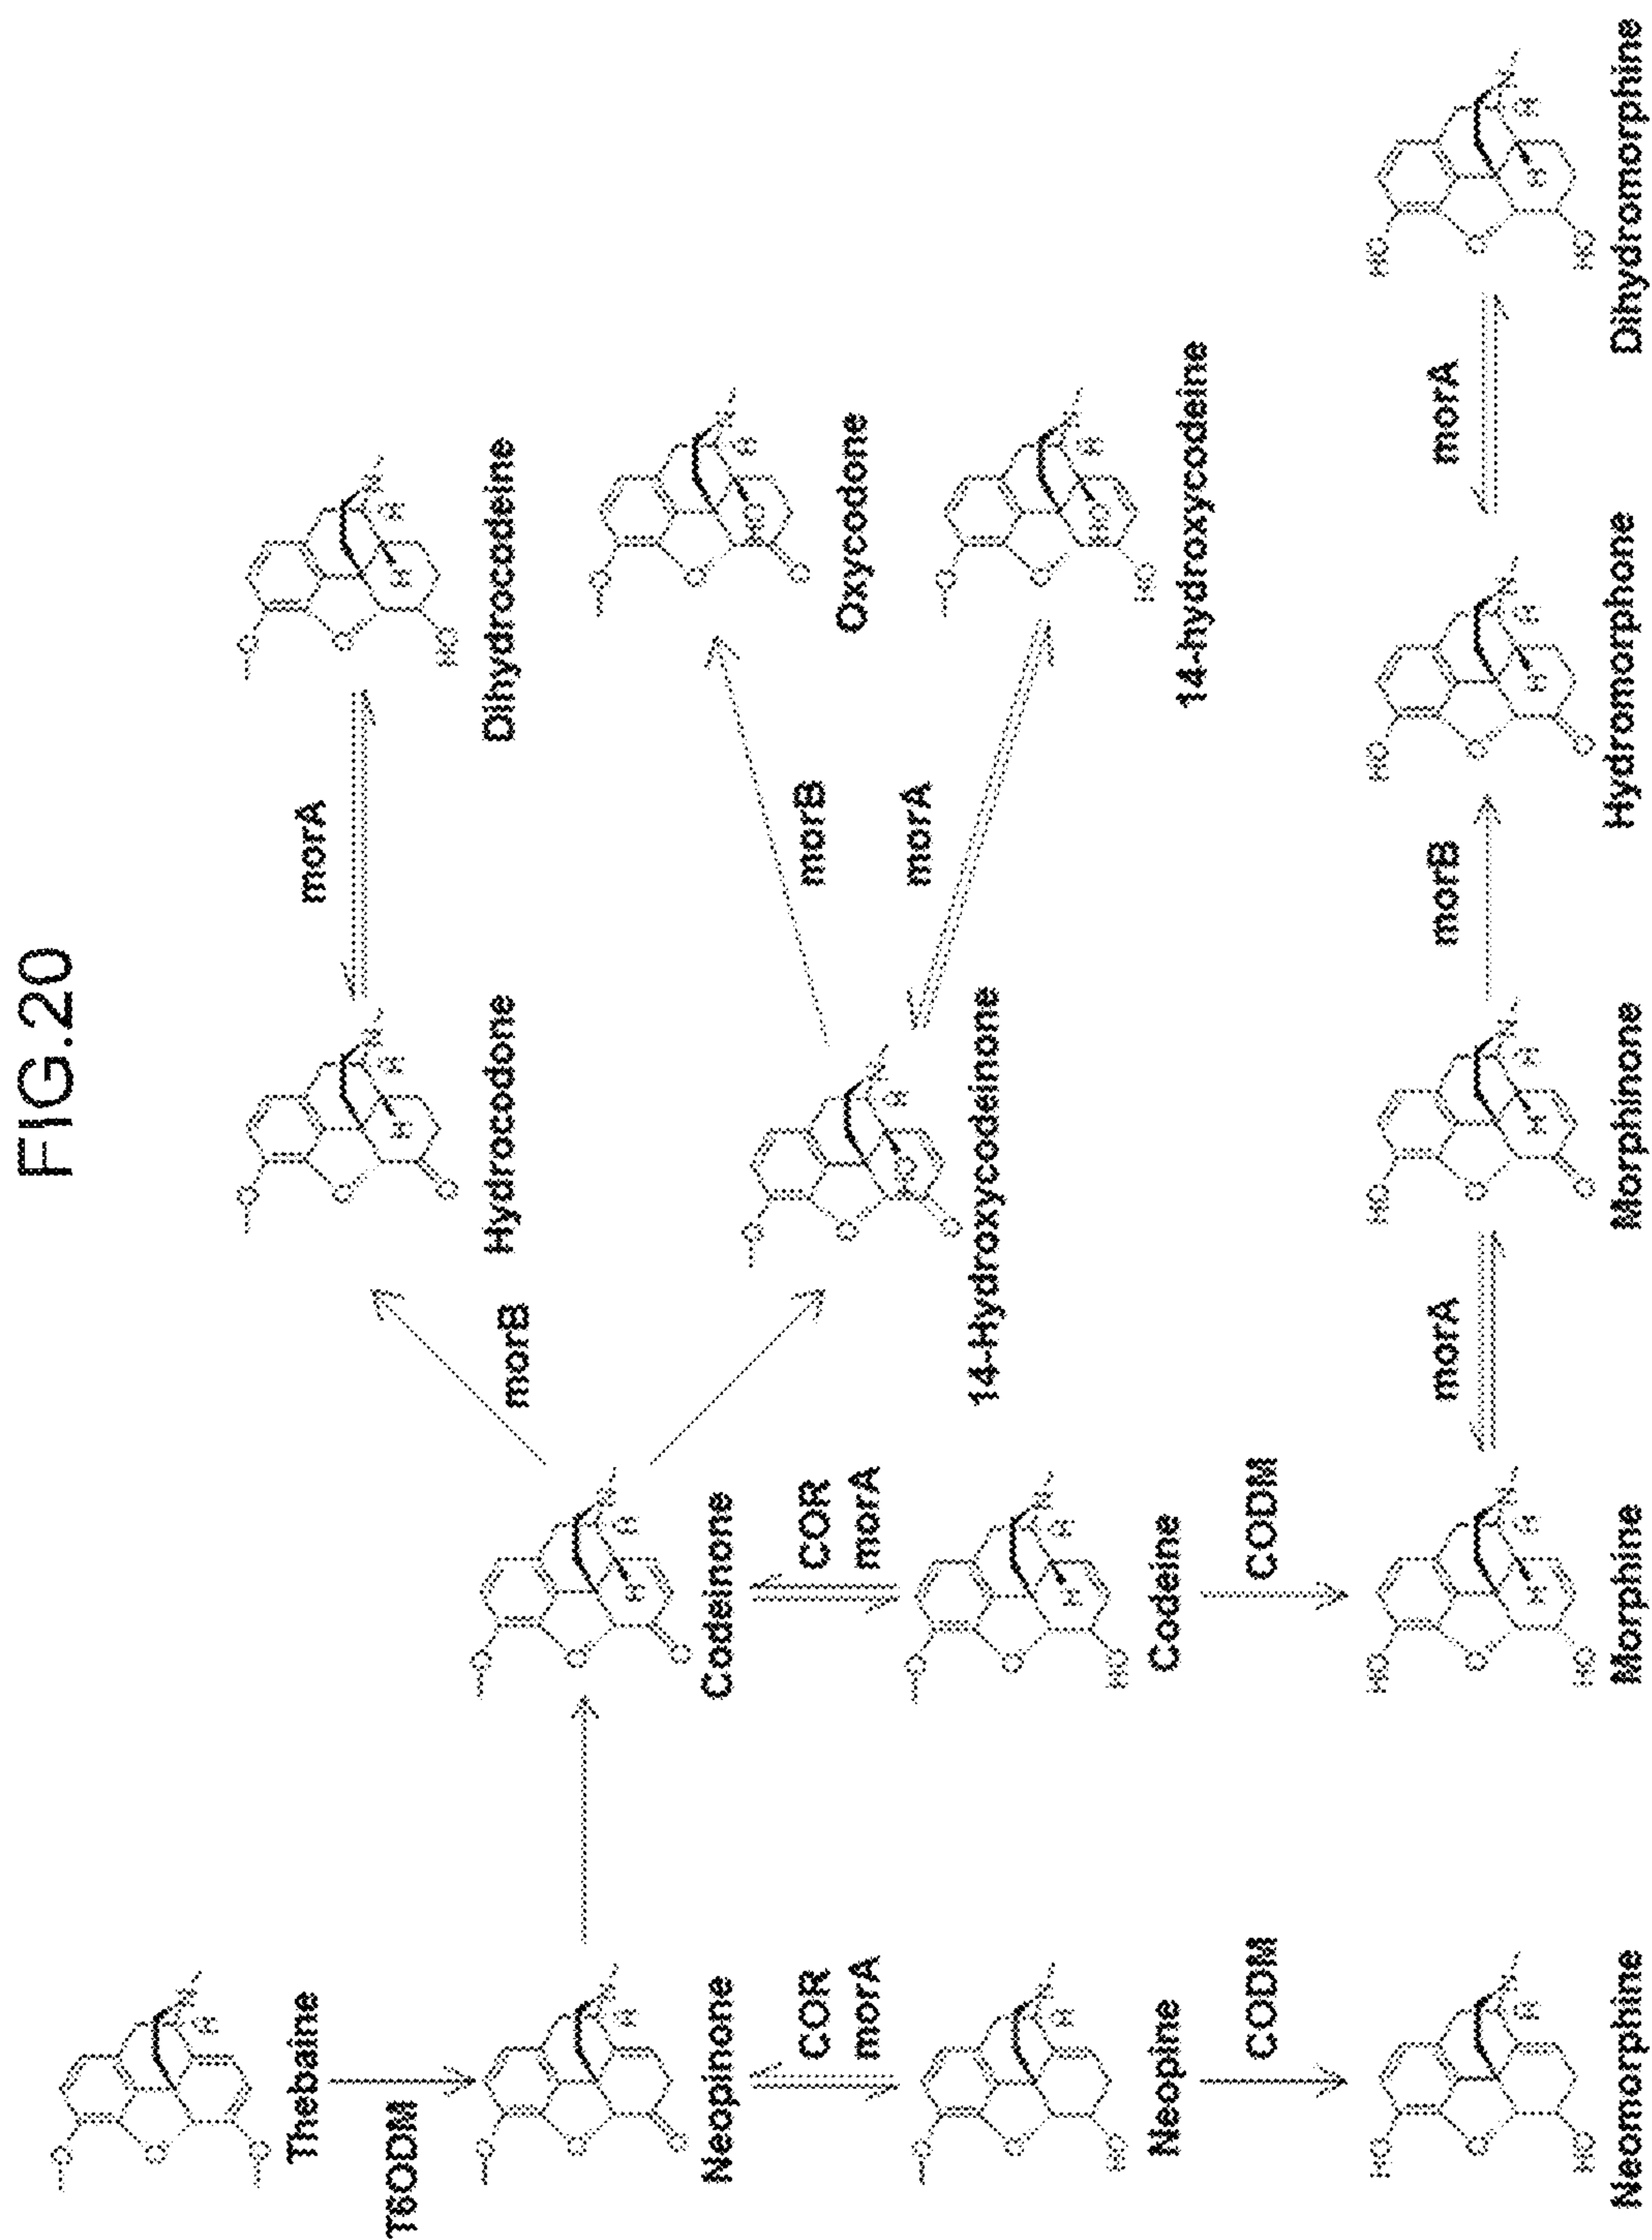 FIG.20
morA
Thebaine
T6ODM
Hydrocodone
Dihydrocodeine
morB
Neopinone
Codeinone
COR
morA
COR
morA
morB
Oxycodone
morA
14-Hydroxycodeinone
Neopine
Codeine
14-hydroxycodeine
CODM
CODM
morA
morB
morA
Neomorphine
Morphine
Morphinone
Hydromorphone
Dihydromorphine